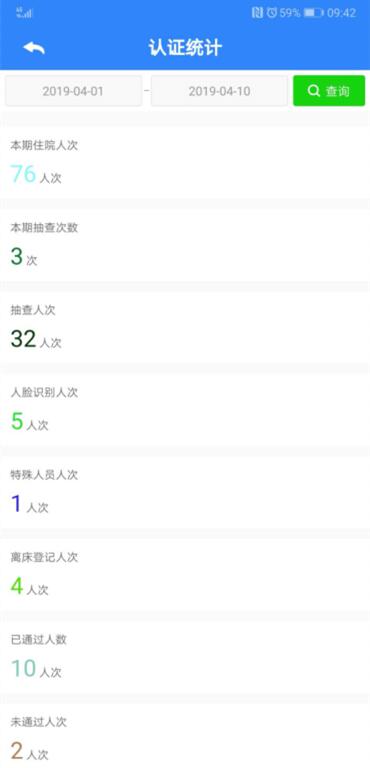 59% 09:42
认证统计
2019-04-01 - 2019-04-10 查询
本期住院人次
76 人次
本期抽查次数
3 次
抽查人次
32 人次
人脸识别人次
5 人次
特殊人员人次
1 人次
离床登记人次
4 人次
已通过人数
10 人次
未通过人次
2 人次